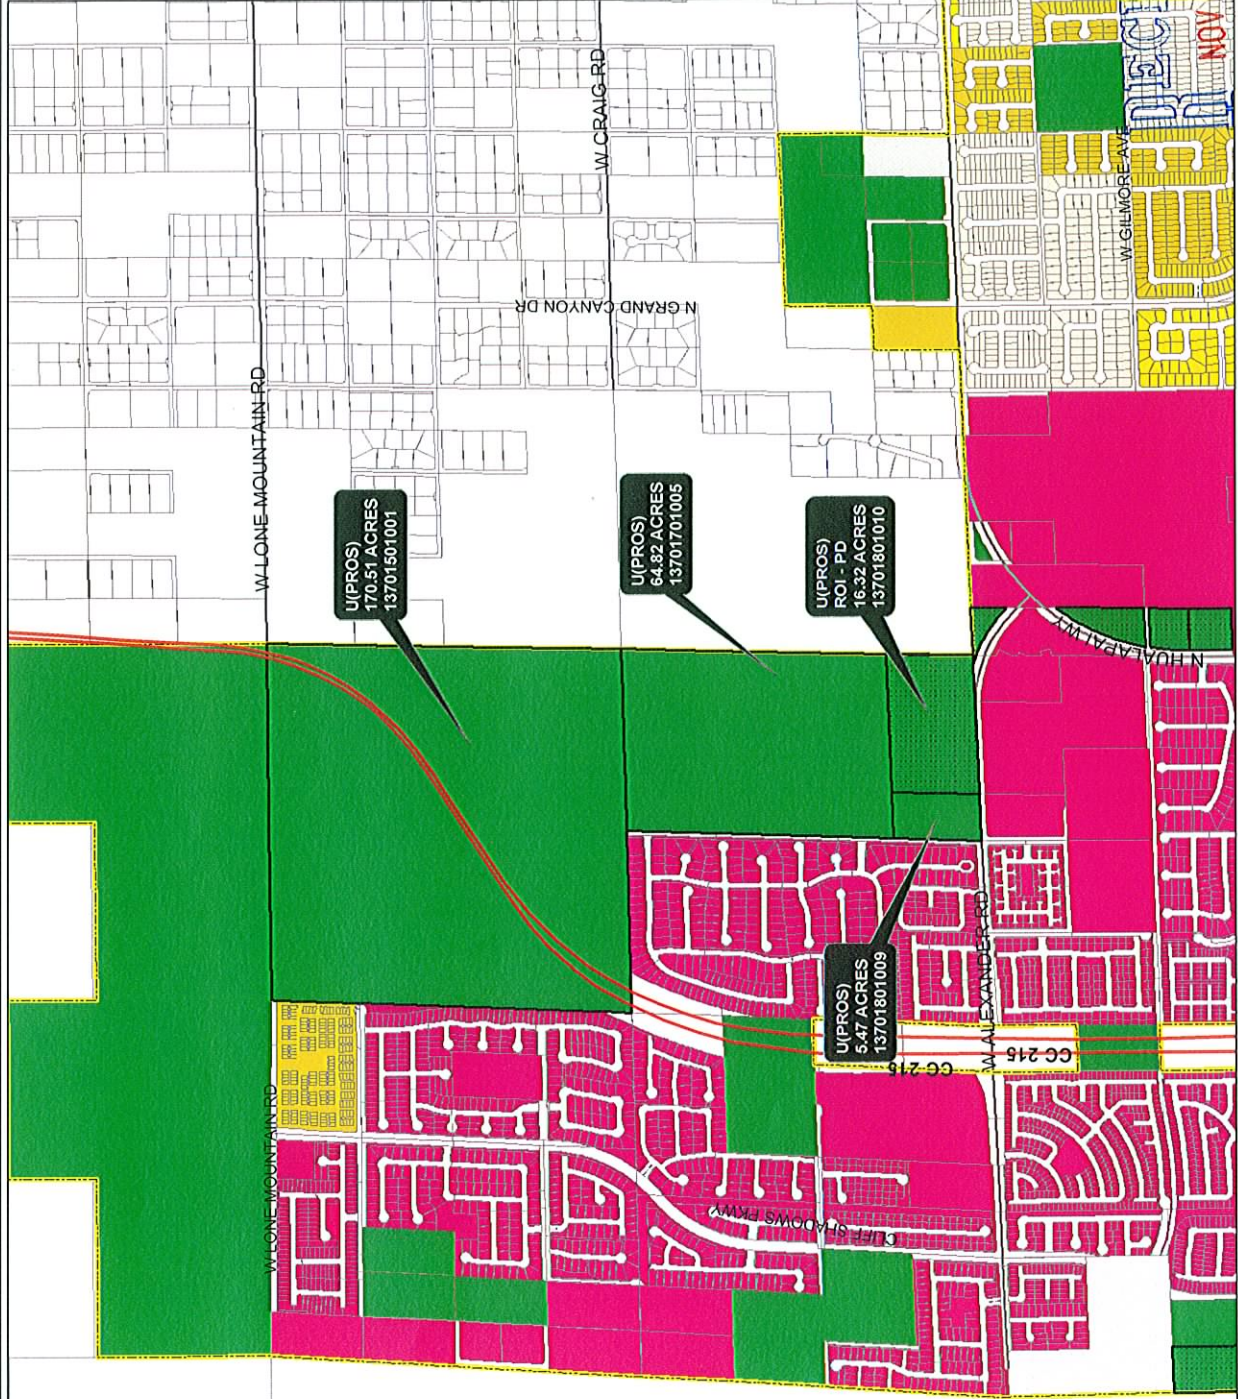 W LONE MOUNTAIN RD
W CRAIG RD
N GRAND CANYON DR
W GILMORE AVE
NOV
U(PROS)
170.51 ACRES
13701501001
U(PROS)
64.82 ACRES
13701701005
U(PROS)
ROI - PD
16.32 ACRES
13701801010
N HUALAPAI WY
U(PROS)
5.47 ACRES
13701801009
W ALEXANDER RD
CC 215
CC 215
W LONE MOUNTAIN RD
CLIFF SHADOWS PKWY